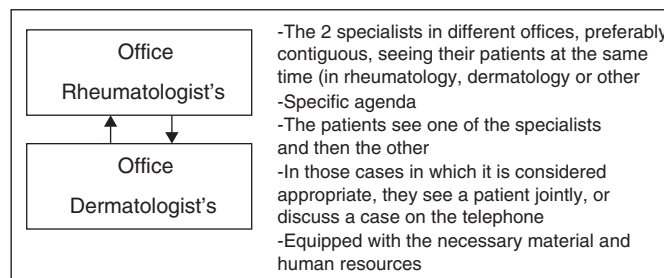 Office
Rheumatologist's
Office
Dermatologist's
-The 2 specialists in different offices, preferably
contiguous, seeing their patients at the same
time (in rheumatology, dermatology or other
-Specific agenda
-The patients see one of the specialists
and then the other
-In those cases in which it is considered
appropriate, they see a patient jointly, or
discuss a case on the telephone
-Equipped with the necessary material and
human resources